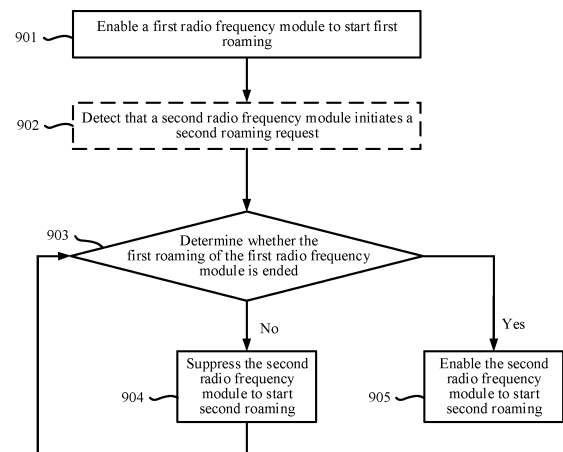 901
Enable a first radio frequency module to start first
roaming
902
Detect that a second radio frequency module initiates a
second roaming request
903
Determine whether the
first roaming of the first radio frequency
module is ended
No
Yes
904
Suppress the second
radio frequency
module to start
second roaming
905
Enable the second
radio frequency
module to start
second roaming